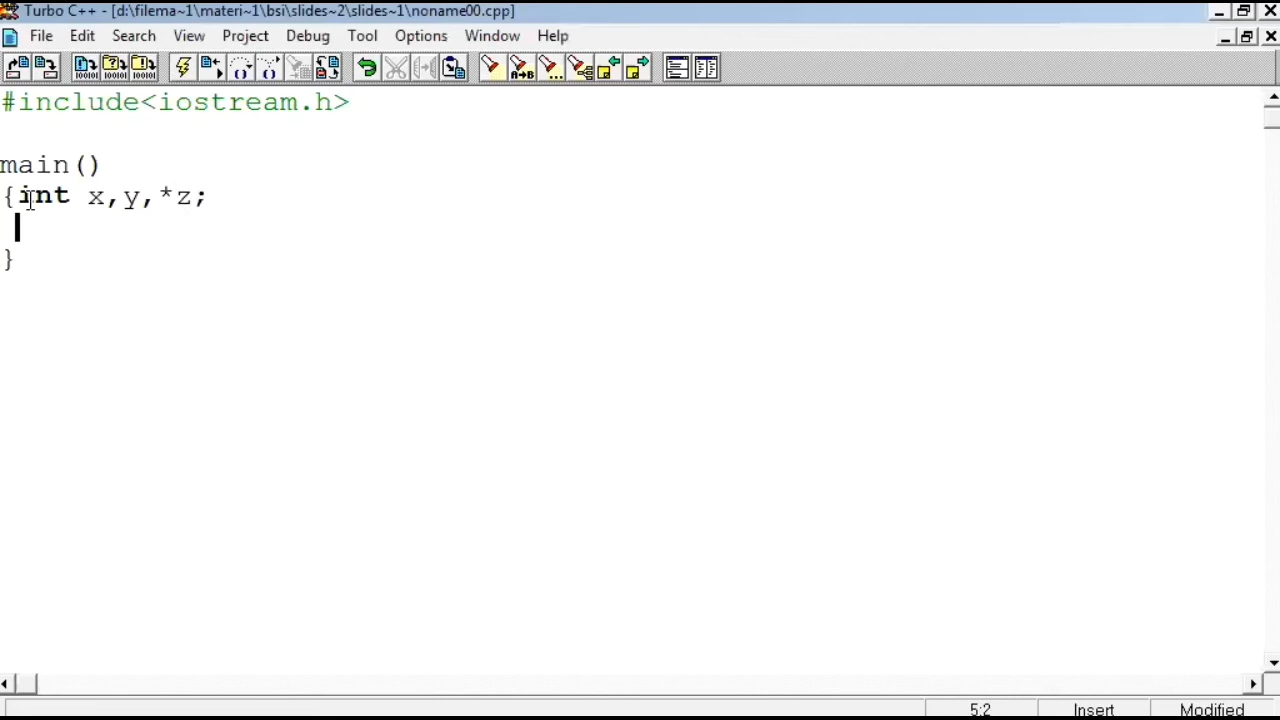 Turbo C++ - [d:\filema~1\materi~1\bsi\slides~2\slides~1\noname00.cpp]
File Edit Search View Project Debug Tool Options Window Help
#include<iostream.h>
main()
{int x,y,*z;
}
5:2 Insert Modified